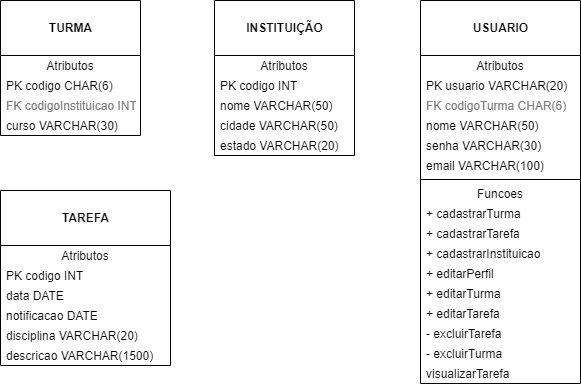 TURMA
Atributos
PK codigo CHAR(6)
FK codigoInstituicao INT
curso VARCHAR(30)
INSTITUIÇÃO
Atributos
PK codigo INT
nome VARCHAR(50)
cidade VARCHAR(50)
estado VARCHAR(20)
USUARIO
Atributos
PK usuario VARCHAR(20)
FK codigoTurma CHAR(6)
nome VARCHAR(50)
senha VARCHAR(30)
email VARCHAR(100)
Funcoes
+ cadastrarTurma
+ cadastrarTarefa
+ cadastrarInstituicao
+ editarPerfil
+ editarTurma
+ editarTarefa
- excluirTarefa
- excluirTurma
visualizarTarefa
TAREFA
Atributos
PK codigo INT
data DATE
notificacao DATE
disciplina VARCHAR(20)
descricao VARCHAR(1500)